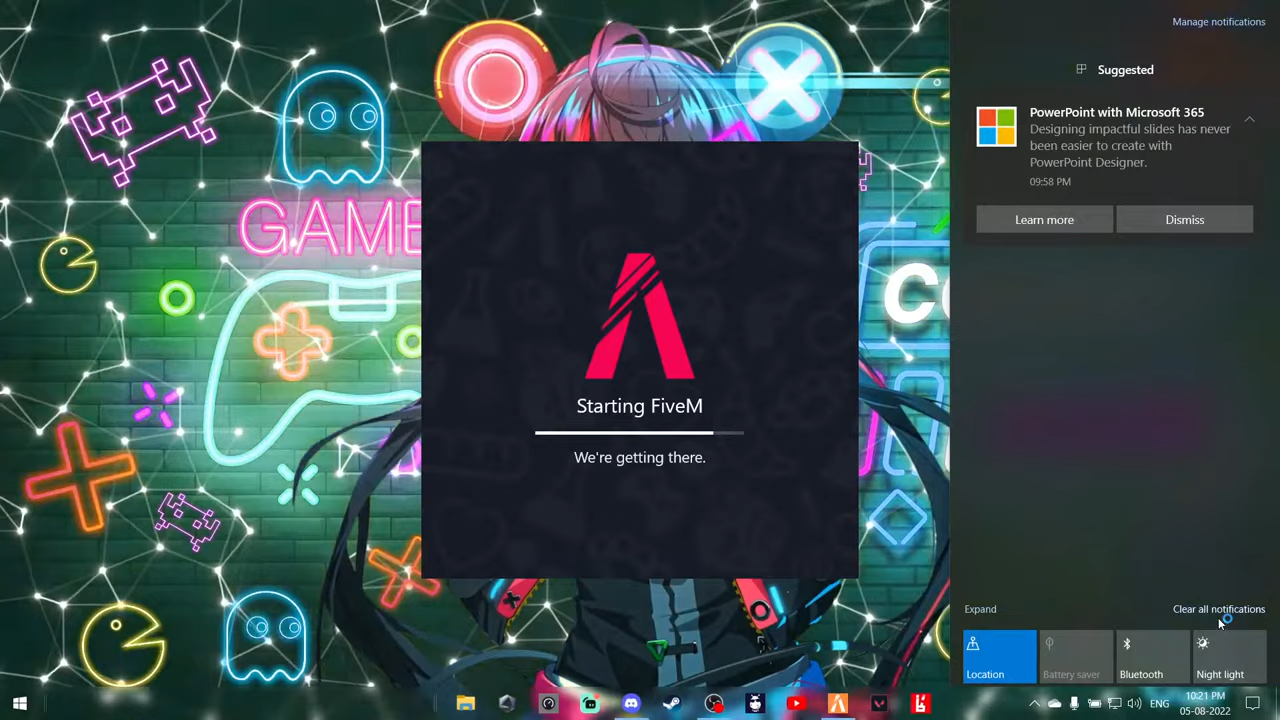 Manage notifications
Suggested
PowerPoint with Microsoft 365
Designing impactful slides has never
been easier to create with
PowerPoint Designer.
09:58 PM
Learn more
Dismiss
GAME
CO
Starting FiveM
We're getting there.
Expand
Clear all notifications
Location
Battery saver
Bluetooth
Night light
ENG
10:21 PM
05-08-2022